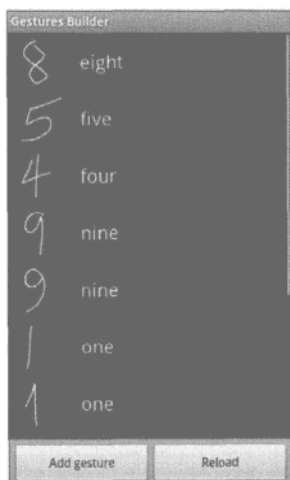 Gestures Builder
8 eight
5 five
4 four
9 nine
9 nine
1 one
1 one
Add gesture Reload